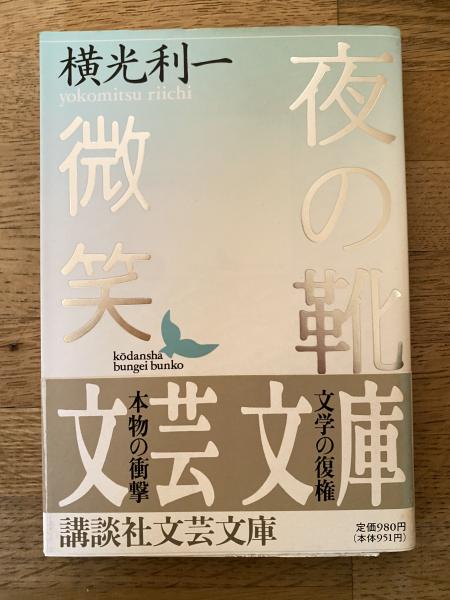 横光利一
yokomitsu riichi
夜の靴
微笑
kōdansha
bungei bunko
文芸文庫
文学の復権
本物の衝撃
講談社文芸文庫
定価980円
(本体951円)